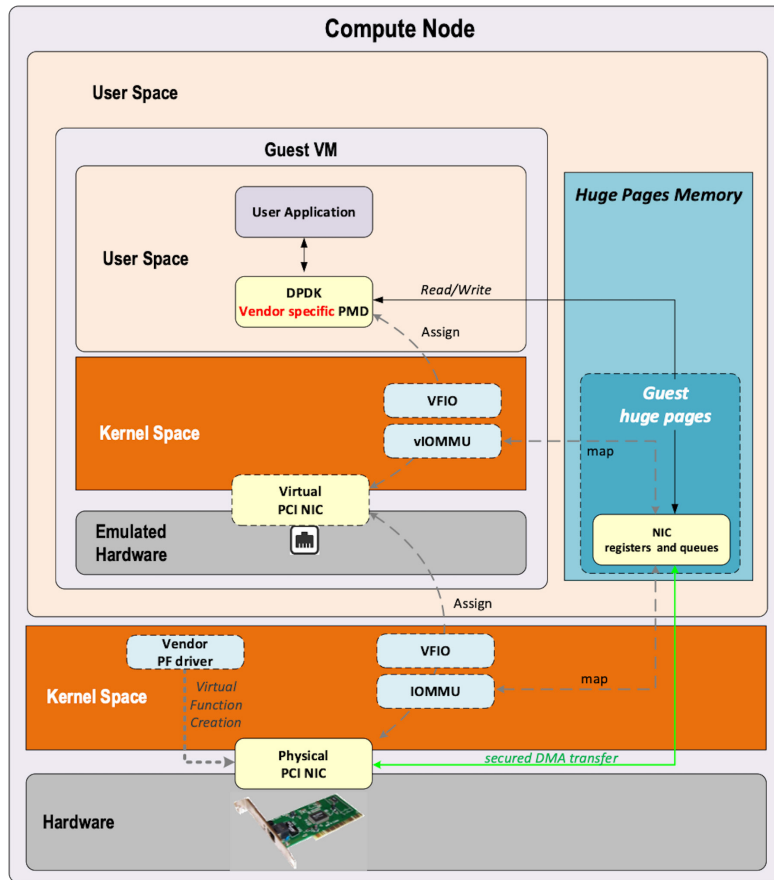 Compute Node
User Space
Guest VM
User Application
User Space
DPDK
Vendor specific PMD
Read/Write
Assign
Huge Pages Memory
Guest
huge pages
VFIO
Kernel Space
vIOMMU
map
Virtual
PCI NIC
Emulated
Hardware
NIC
registers and queues
Assign
Vendor
PF driver
VFIO
Kernel Space
Virtual
Function
Creation
IOMMU
map
Physical
PCI NIC
secured DMA transfer
Hardware